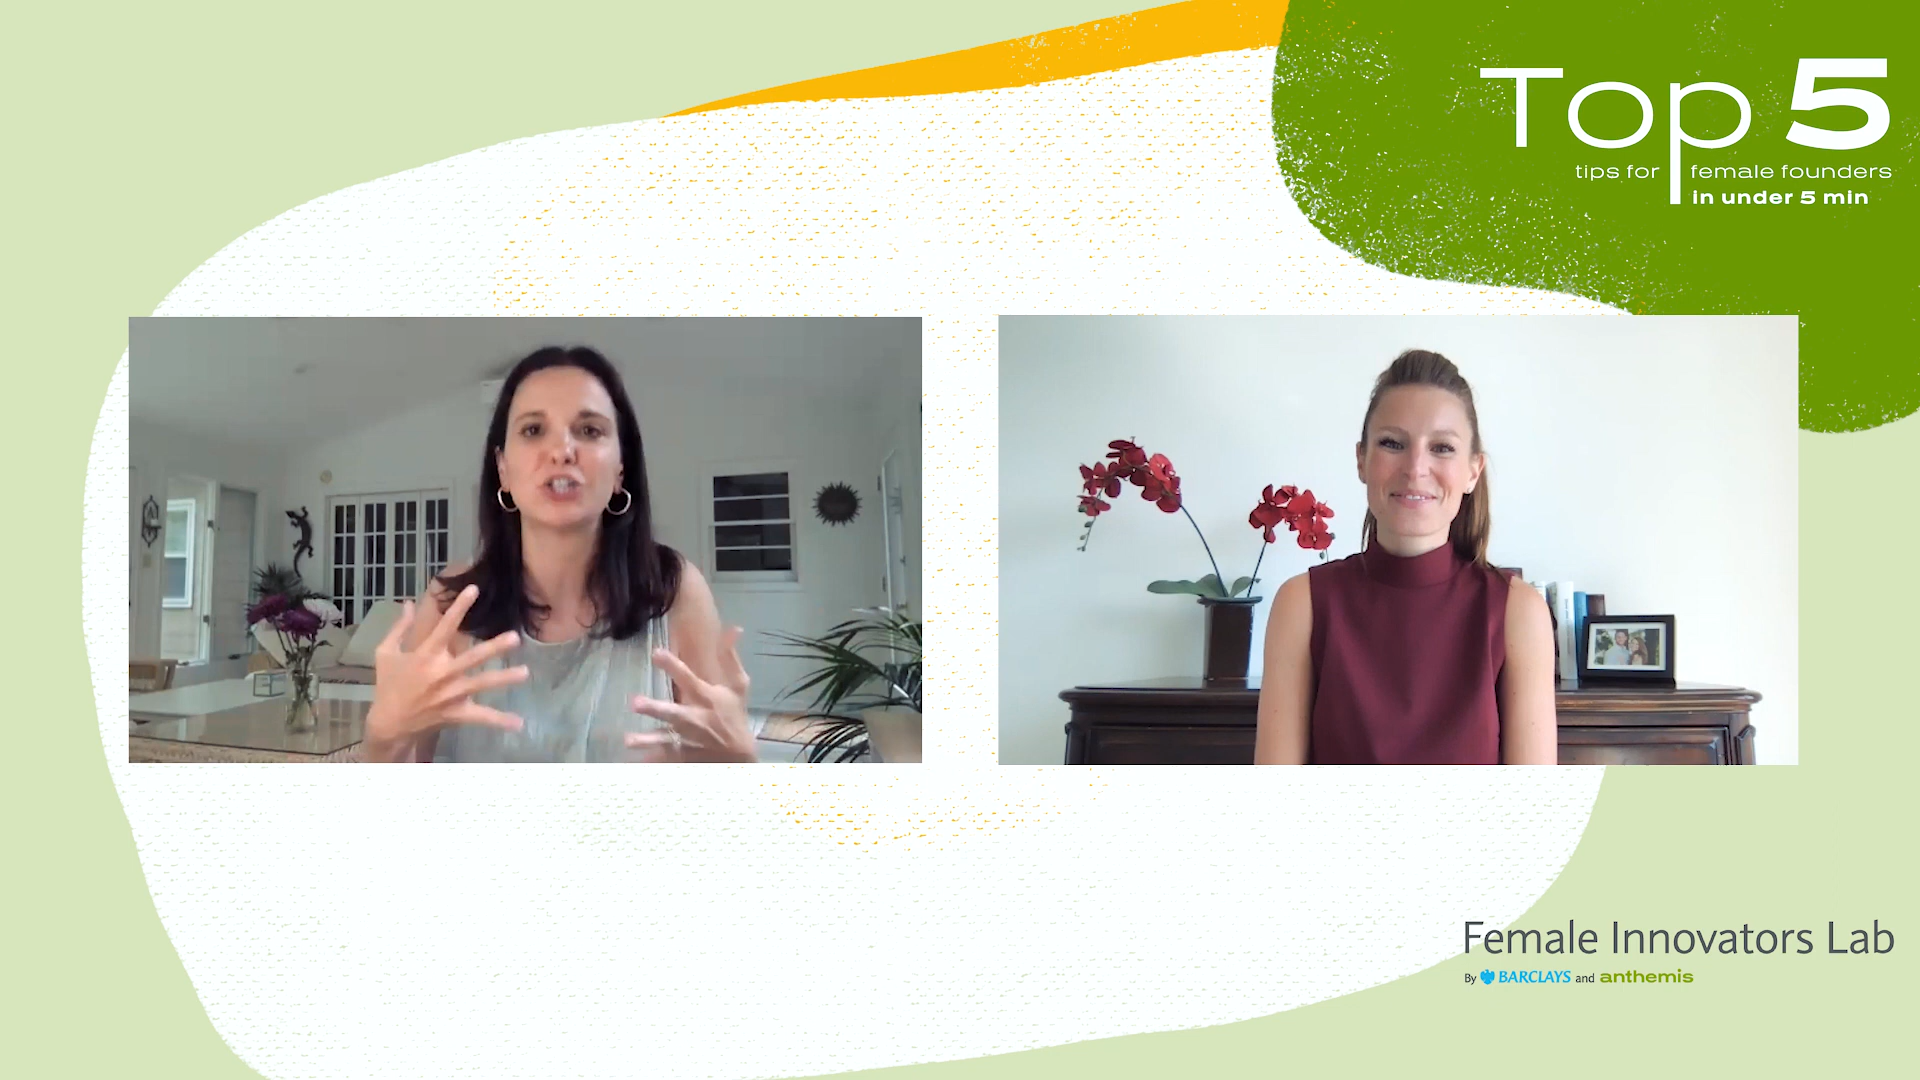 Top 5
tips for female founders
in under 5 min
Female Innovators Lab
By BARCLAYS and anthemis